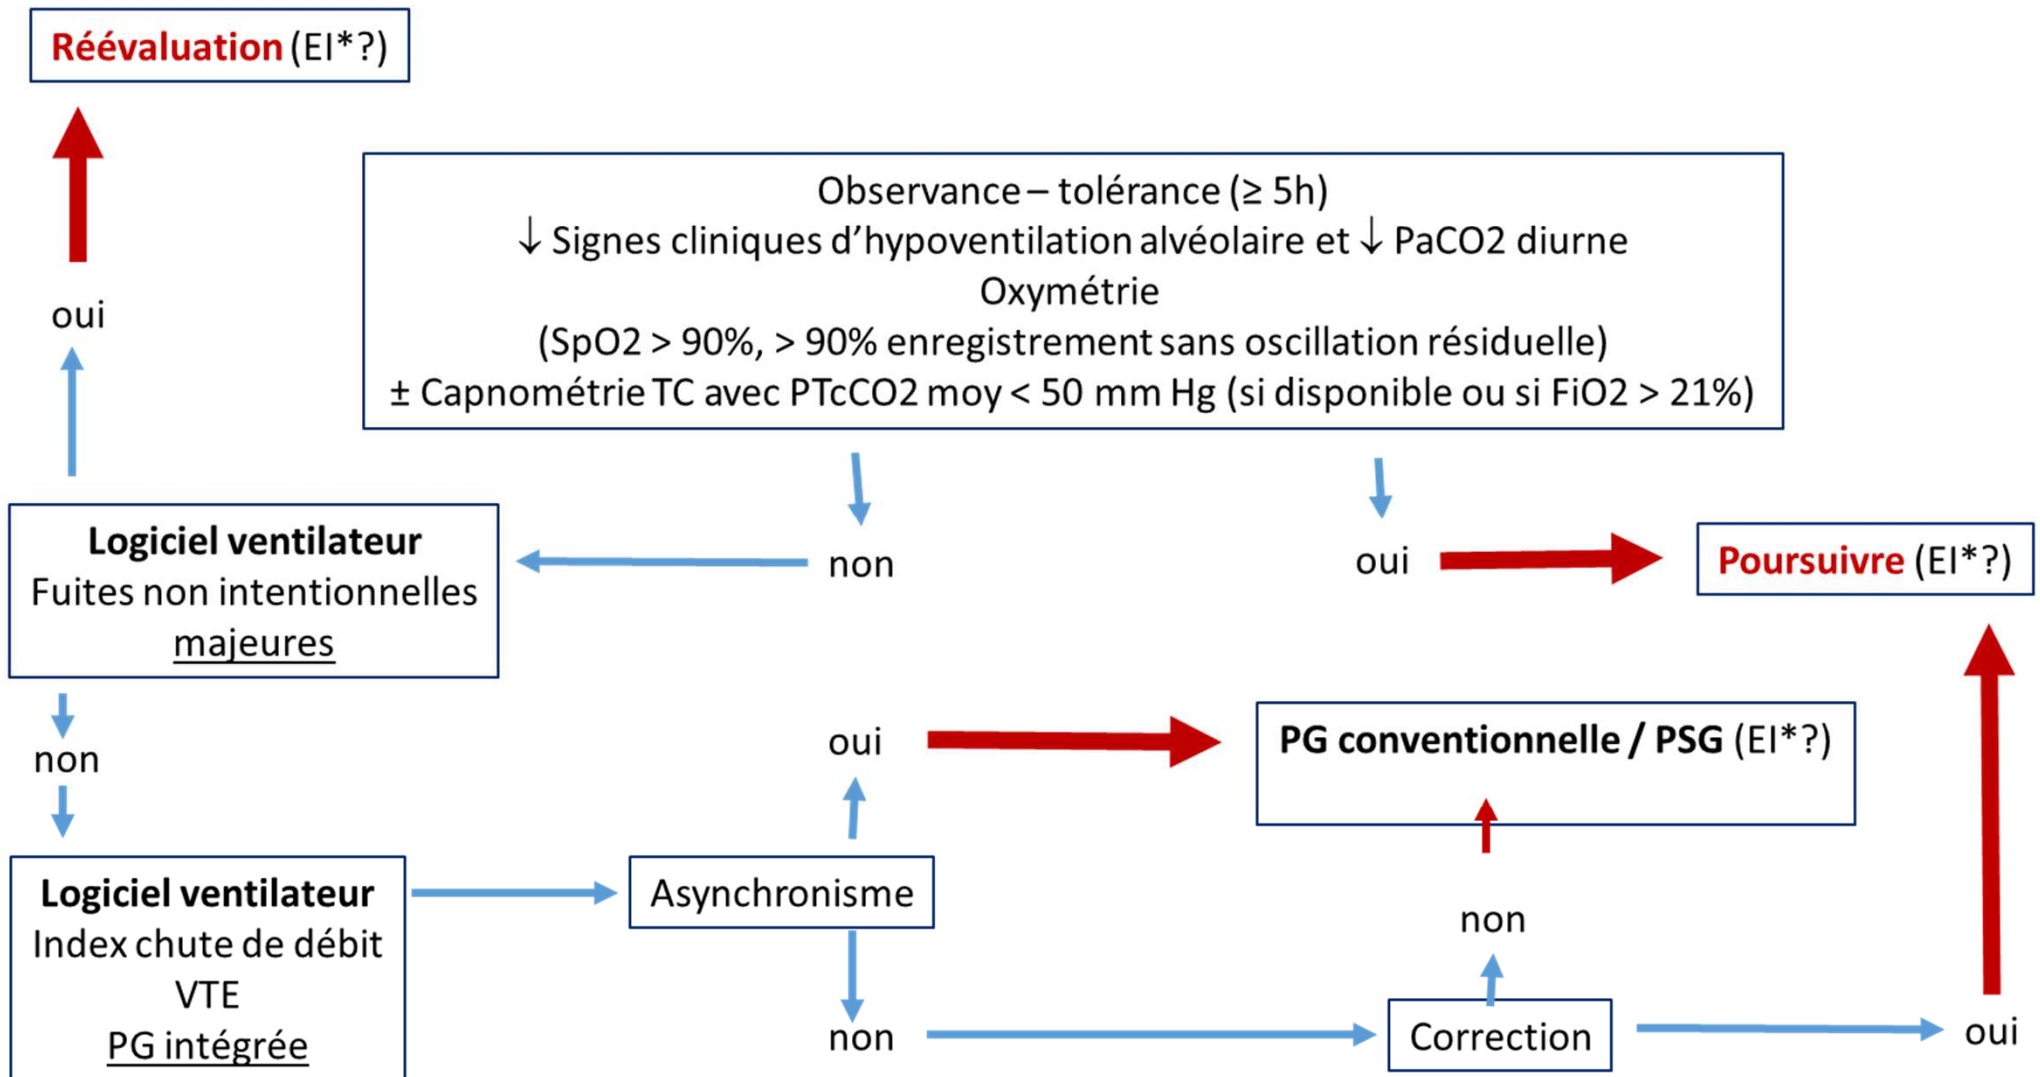 Réévaluation (EI*?)
Observance – tolérance (≥ 5h)
↓ Signes cliniques d’hypoventilation alvéolaire et ↓ PaCO2 diurne
Oxymétrie
(SpO2 > 90%, > 90% enregistrement sans oscillation résiduelle)
± Capnométrie TC avec PTcCO2 moy < 50 mm Hg (si disponible ou si FiO2 > 21%)
oui
non
oui
Poursuivre (EI*?)
Logiciel ventilateur
Fuites non intentionnelles
majeures
non
oui
PG conventionnelle / PSG (EI*?)
Logiciel ventilateur
Index chute de débit
VTE
PG intégrée
Asynchronisme
non
non
Correction
oui